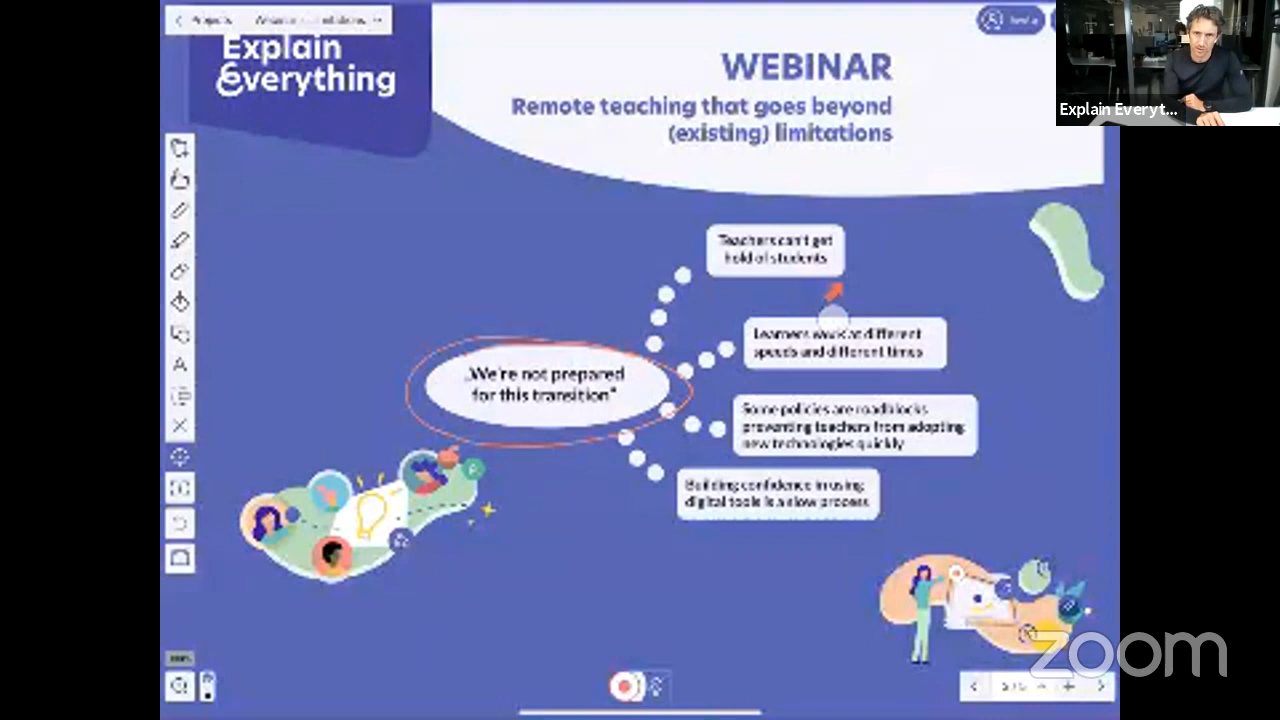 Projects
Explain
Everything
WEBINAR
Remote teaching that goes beyond
(existing) limitations
Explain Everyt...
Teachers can't get
hold of students
Learners work at different
speeds and different times
„We're not prepared
for this transition"
Some policies are roadblocks
preventing teachers from adopting
new technologies quickly
Building confidence in using
digital tools is a slow process
zoom